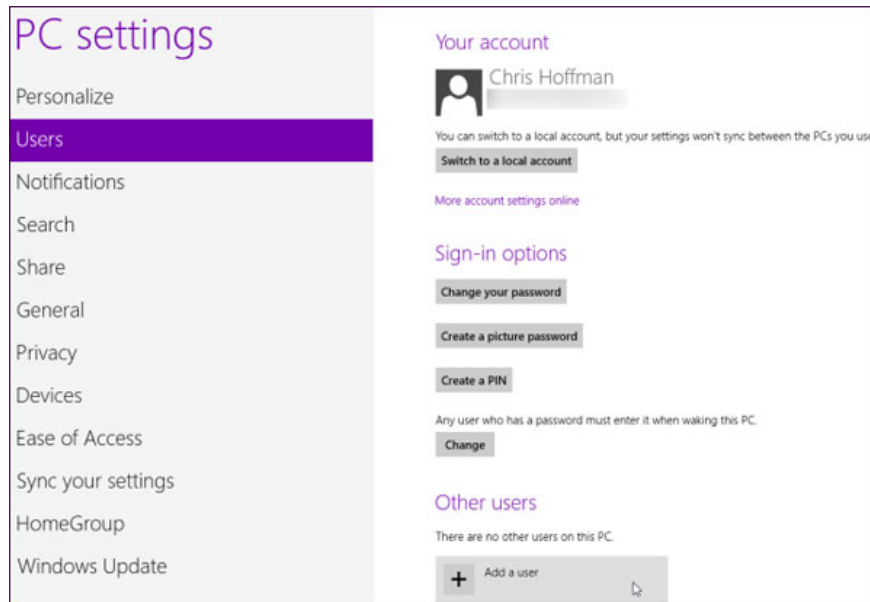 PC settings
Personalize
Users
Notifications
Search
Share
General
Privacy
Devices
Ease of Access
Sync your settings
HomeGroup
Windows Update
Your account
Chris Hoffman
You can switch to a local account, but your settings won't sync between the PCs you use
Switch to a local account
More account settings online
Sign-in options
Change your password
Create a picture password
Create a PIN
Any user who has a password must enter it when waking this PC.
Change
Other users
There are no other users on this PC.
Add a user